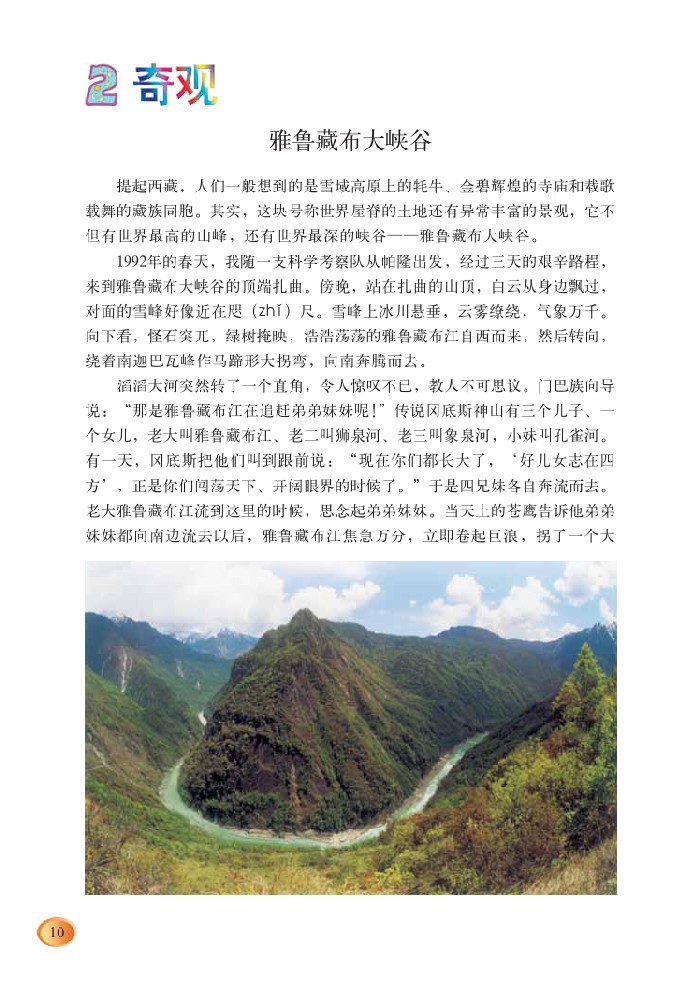 2 奇观
雅鲁藏布大峡谷
提起西藏，人们一般想到的是雪域高原上的牦牛、金碧辉煌的寺庙和载歌
载舞的藏族同胞。其实，这块号称世界屋脊的土地还有异常丰富的景观，它不
但有世界最高的山峰，还有世界最深的峡谷——雅鲁藏布大峡谷。
1992年的春天，我随一支科学考察队从帕隆出发，经过三天的艰辛路程，
来到雅鲁藏布大峡谷的顶端扎曲。傍晚，站在扎曲的山顶，白云从身边飘过，
对面的雪峰好像近在咫（zhǐ）尺。雪峰上冰川悬垂，云雾缭绕，气象万千。
向下看，怪石突兀，绿树掩映，浩浩荡荡的雅鲁藏布江自西而来，然后转向，
绕着南迦巴瓦峰作马蹄形大拐弯，向南奔腾而去。
滔滔大河突然转了一个直角，令人惊叹不已，教人不可思议。门巴族向导
说：“那是雅鲁藏布江在追赶弟弟妹妹呢！”传说冈底斯神山有三个儿子、一
个女儿，老大叫雅鲁藏布江、老二叫狮泉河、老三叫象泉河，小妹叫孔雀河。
有一天，冈底斯把他们叫到跟前说：“现在你们都长大了，‘好儿女志在四
方’，正是你们闯荡天下、开阔眼界的时候了。”于是四兄妹各自奔流而去。
老大雅鲁藏布江流到这里的时候，思念起弟弟妹妹。当天上的苍鹰告诉他弟弟
妹妹都向南边流去以后，雅鲁藏布江焦急万分，立即卷起巨浪，拐了一个大
10